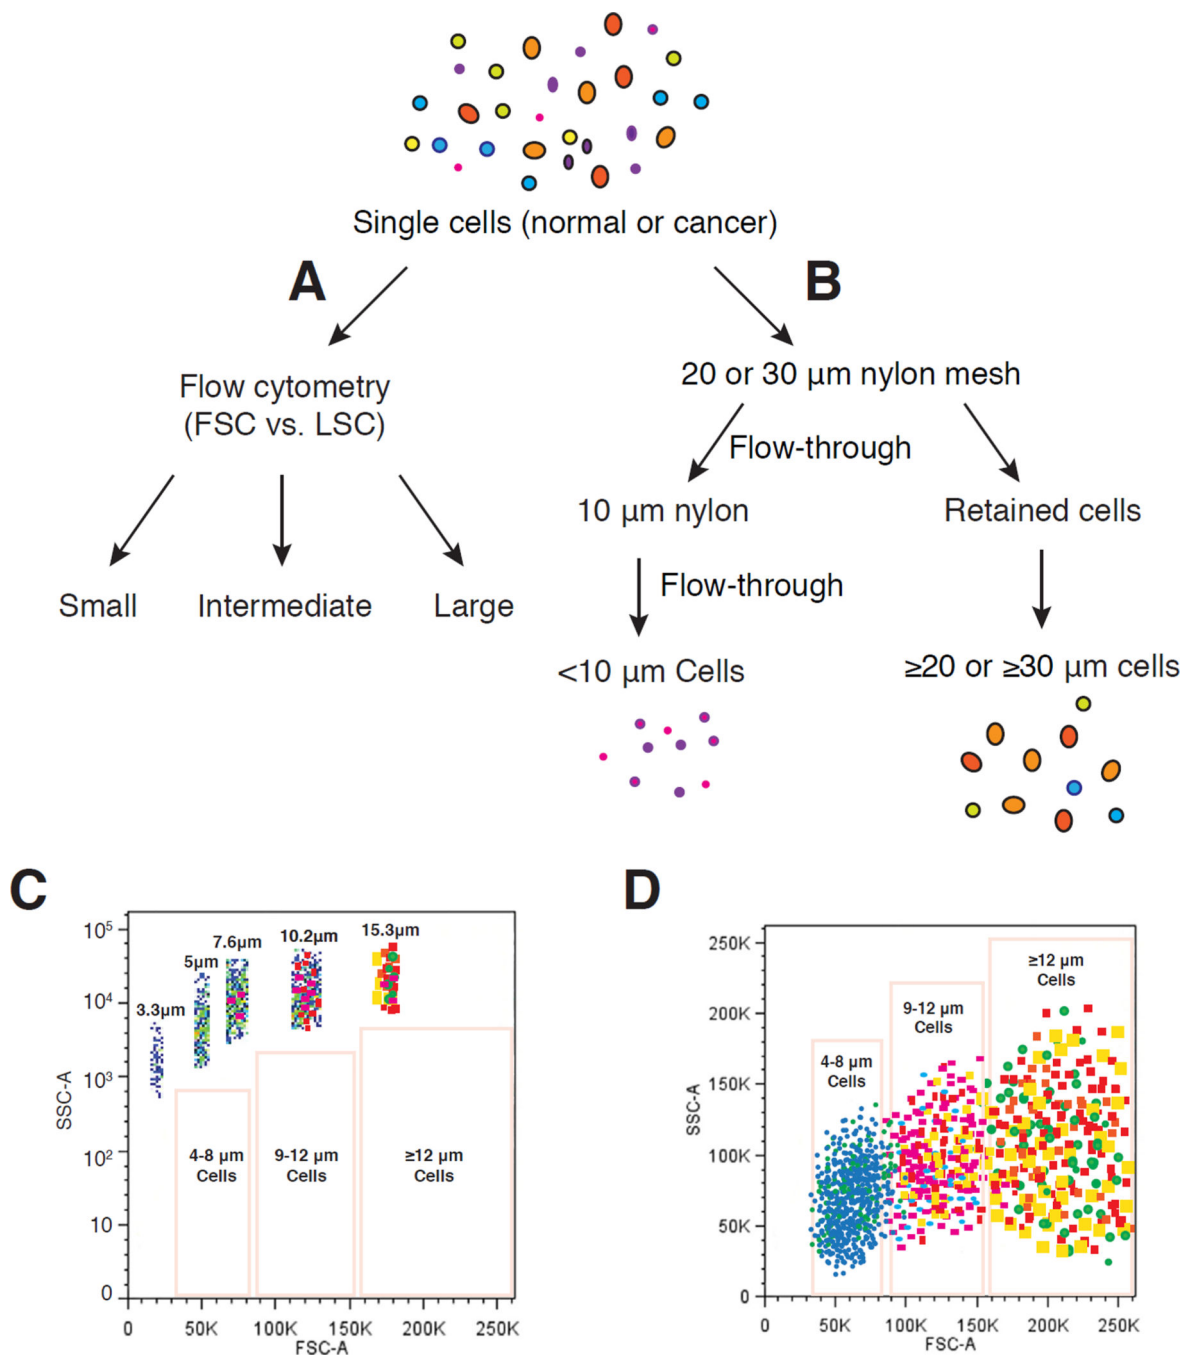 Single cells (normal or cancer)
A
B
Flow cytometry
(FSC vs. LSC)
20 or 30 µm nylon mesh
Flow-through
10 µm nylon
Retained cells
Small
Intermediate
Large
Flow-through
<10 µm Cells
≥20 or ≥30 µm cells
C
3.3µm
5µm
7.6µm
10.2µm
15.3µm
4-8 µm
Cells
9-12 µm
Cells
≥12 µm
Cells
SSC-A
10⁵
10⁴
10³
10²
10
0
0
50K
100K
150K
200K
250K
FSC-A
D
4-8 µm
Cells
9-12 µm
Cells
≥12 µm
Cells
SSC-A
250K
200K
150K
100K
50K
0
0
50K
100K
150K
200K
250K
FSC-A